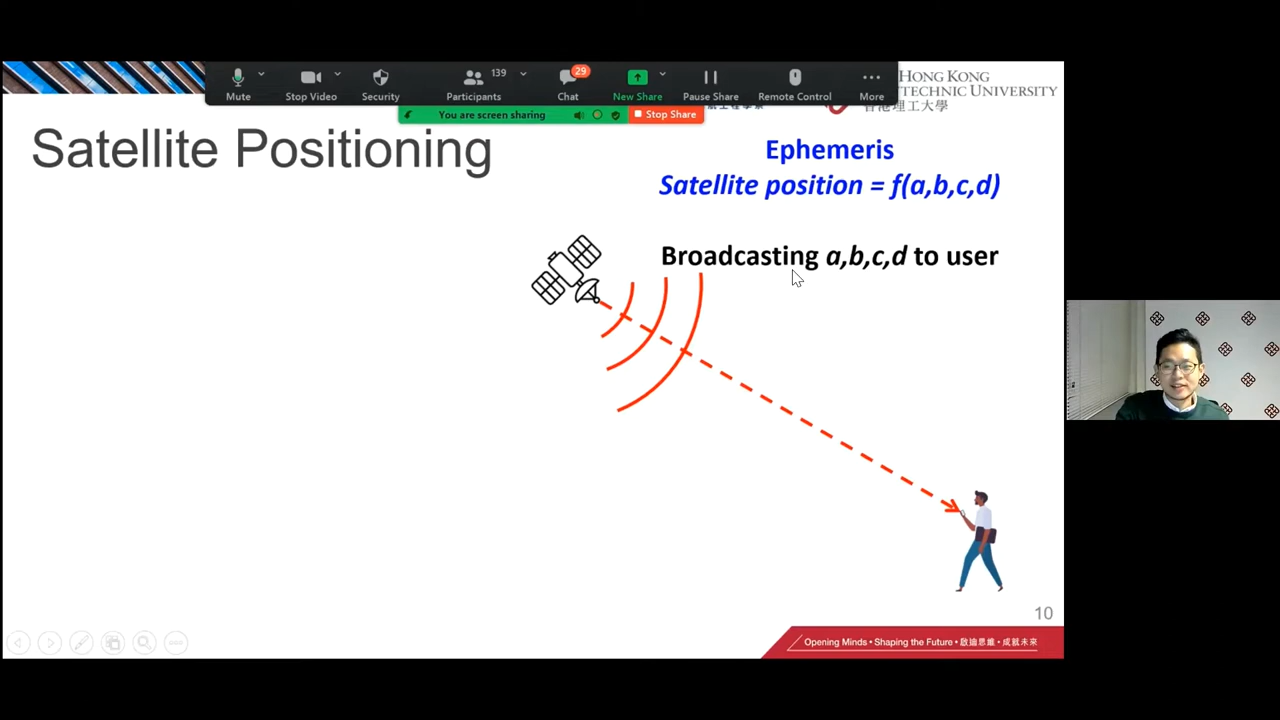 139
29
Mute
Stop Video
Security
Participants
Chat
New Share
Pause Share
Remote Control
More
You are screen sharing
Stop Share
HONG KONG
TECHNIC UNIVERSITY
香港理工大學
Satellite Positioning
Ephemeris
Satellite position = f(a,b,c,d)
Broadcasting a,b,c,d to user
10
Opening Minds • Shaping the Future • 啟迪思維 • 成就未來